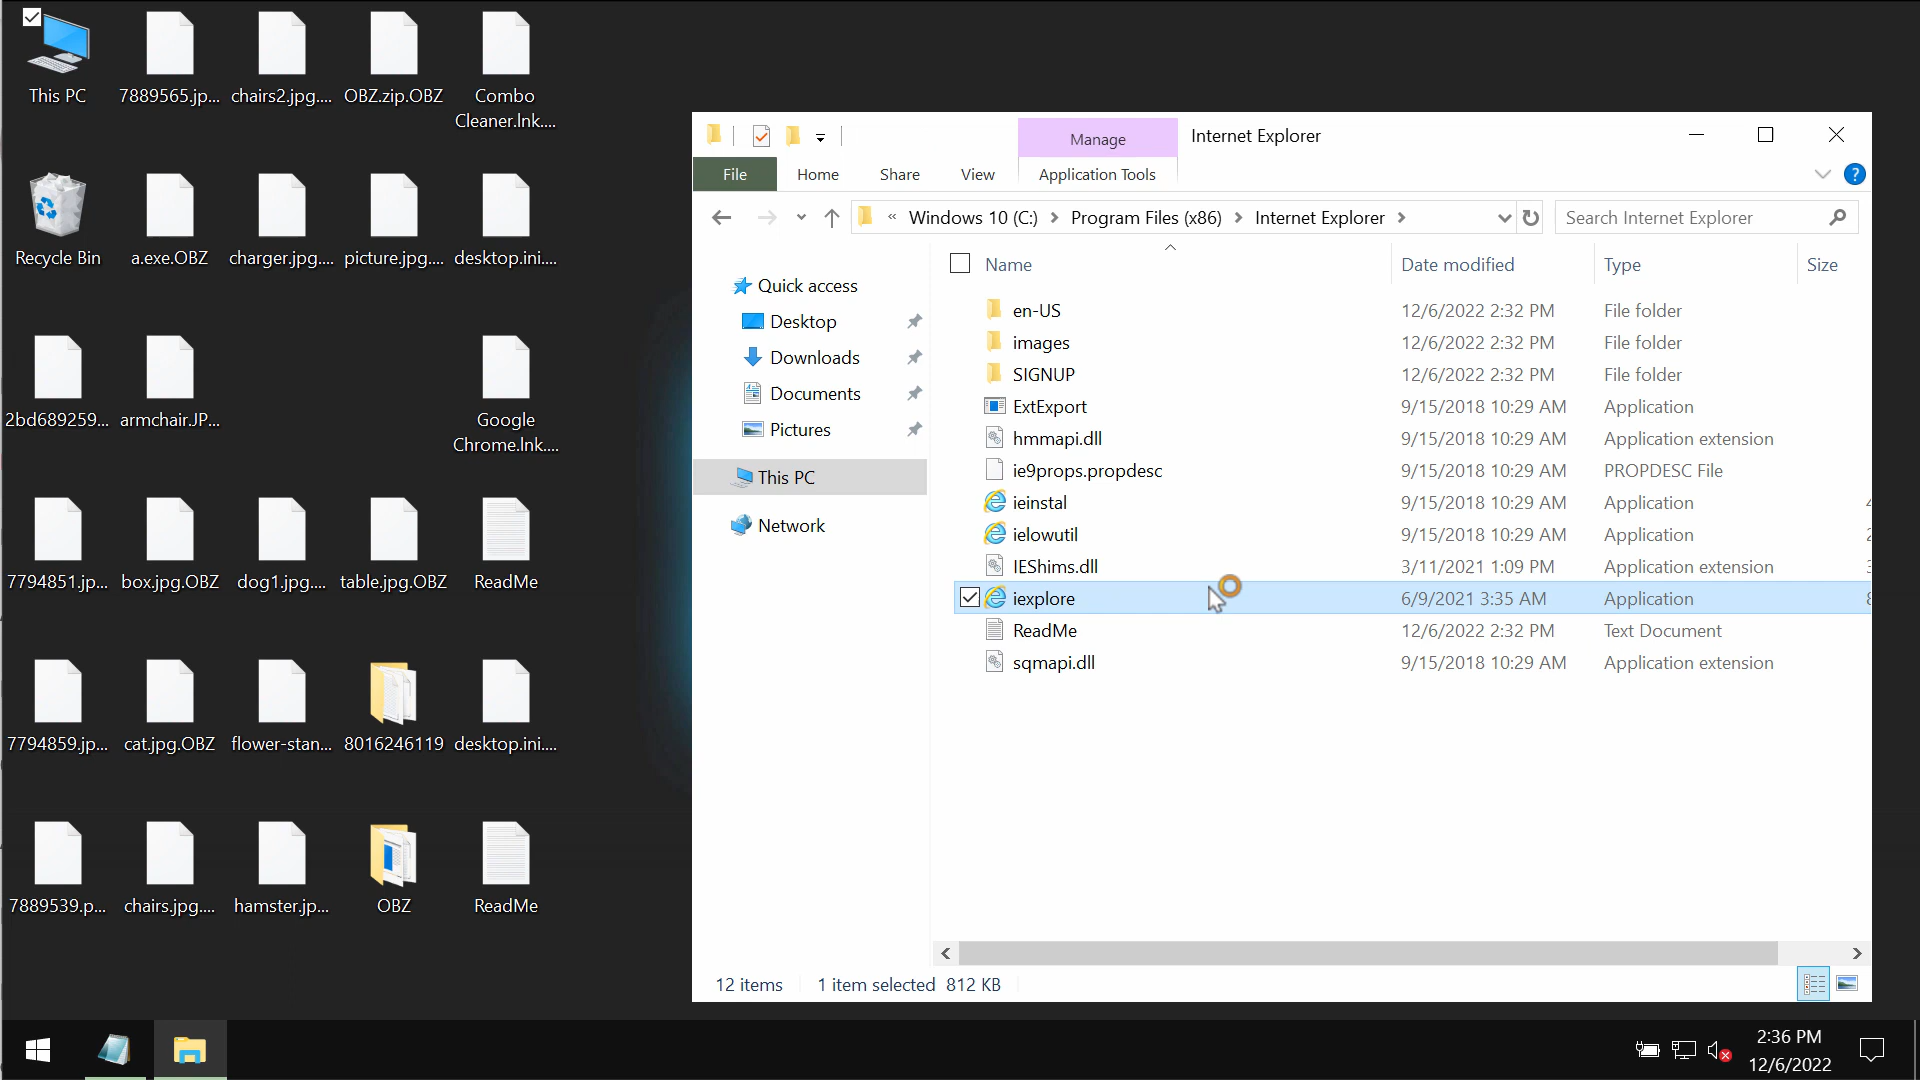 This PC
7889565.jp...
chairs2.jpg....
OBZ.zip.OBZ
Combo
Cleaner.lnk....
Recycle Bin
a.exe.OBZ
charger.jpg....
picture.jpg....
desktop.ini....
2bd689259...
armchair.JP...
Google
Chrome.lnk....
7794851.jp...
box.jpg.OBZ
dog1.jpg....
table.jpg.OBZ
ReadMe
7794859.jp...
cat.jpg.OBZ
flower-stan...
8016246119
desktop.ini....
7889539.p...
chairs.jpg....
hamster.jp...
OBZ
ReadMe
Manage
Internet Explorer
File
Home
Share
View
Application Tools
?
« Windows 10 (C:) > Program Files (x86) > Internet Explorer >
Search Internet Explorer
Name
Date modified
Type
Size
Quick access
Desktop
Downloads
Documents
Pictures
This PC
Network
en-US 12/6/2022 2:32 PM File folder
images 12/6/2022 2:32 PM File folder
SIGNUP 12/6/2022 2:32 PM File folder
ExtExport 9/15/2018 10:29 AM Application
hmmapi.dll 9/15/2018 10:29 AM Application extension
ie9props.propdesc 9/15/2018 10:29 AM PROPDESC File
ieinstal 9/15/2018 10:29 AM Application
ielowutil 9/15/2018 10:29 AM Application
IEShims.dll 3/11/2021 1:09 PM Application extension
iexplore 6/9/2021 3:35 AM Application
ReadMe 12/6/2022 2:32 PM Text Document
sqmapi.dll 9/15/2018 10:29 AM Application extension
12 items
1 item selected 812 KB
2:36 PM
12/6/2022